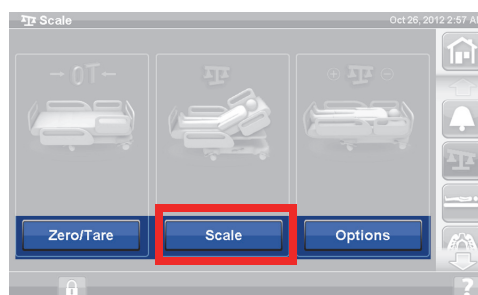 Scale
Oct 26, 2012 2:57 A
0T
Zero/Tare
Scale
Options
?